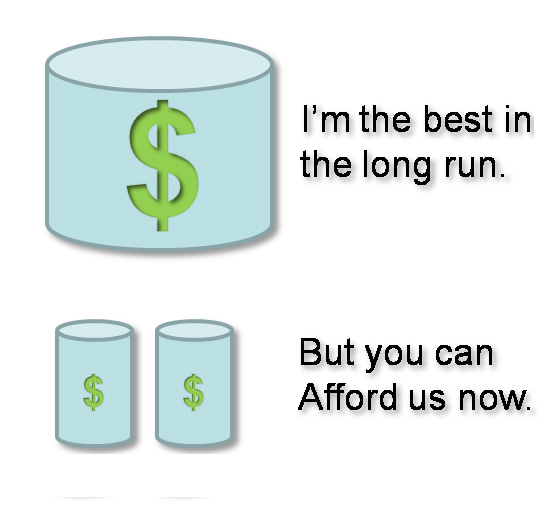 $
I'm the best in
the long run.
$ $
But you can
Afford us now.